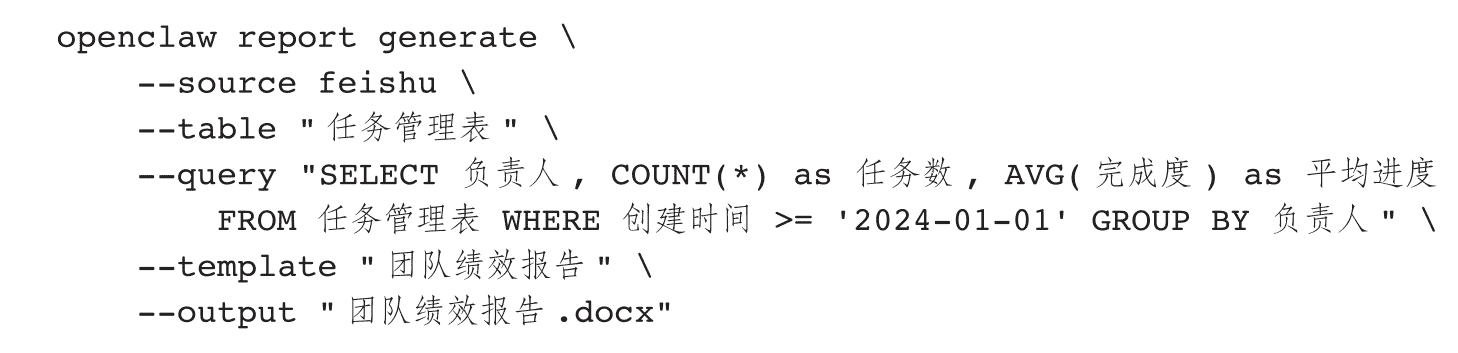 openclaw report generate \
--source feishu \
--table "任务管理表" \
--query "SELECT 负责人, COUNT(*) as 任务数, AVG(完成度) as 平均进度
FROM 任务管理表 WHERE 创建时间 >= '2024-01-01' GROUP BY 负责人" \
--template "团队绩效报告" \
--output "团队绩效报告.docx"